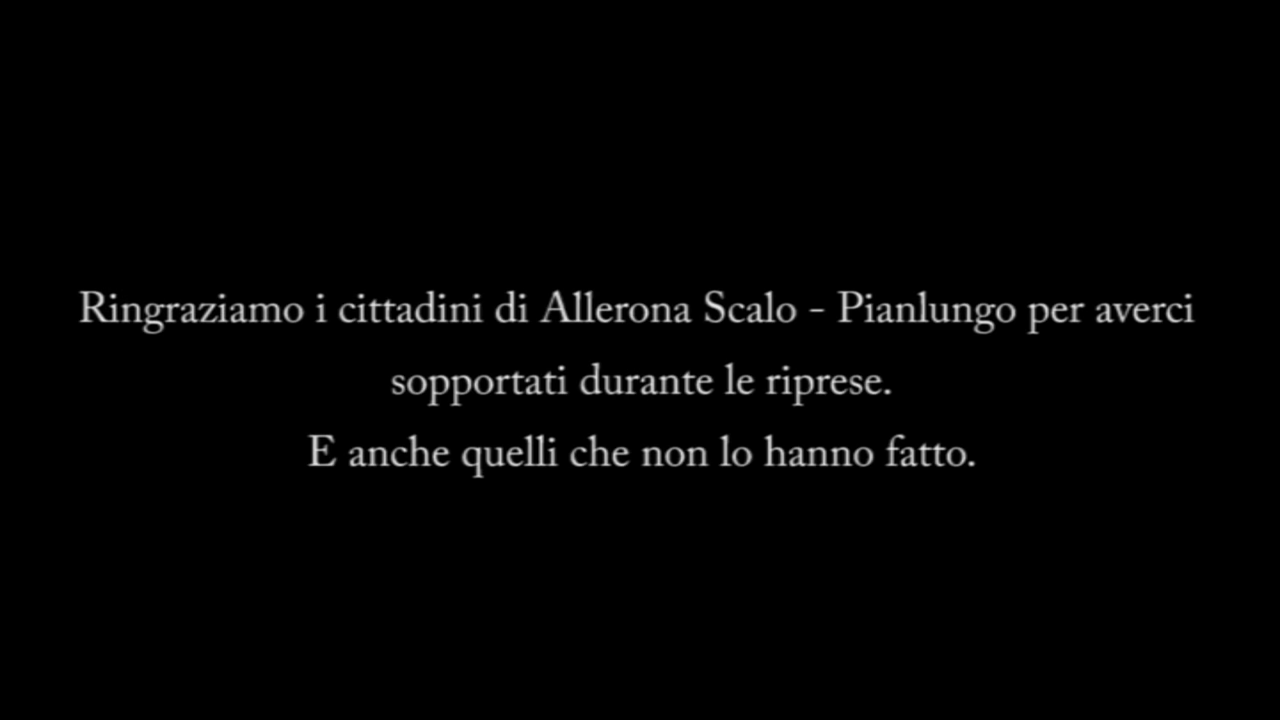 Ringraziamo i cittadini di Allerona Scalo - Pianlungo per averci
sopportati durante le riprese.
E anche quelli che non lo hanno fatto.